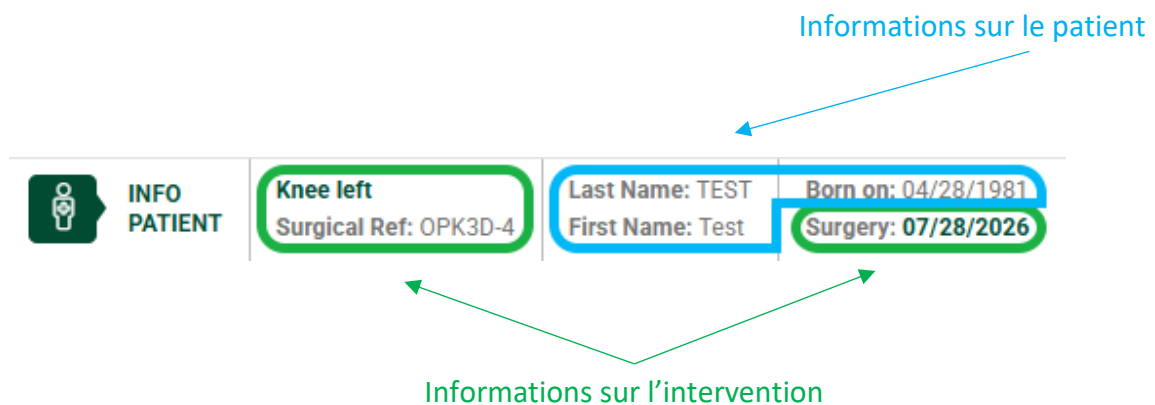 Informations sur le patient
INFO
PATIENT
Knee left
Surgical Ref: OPK3D-4
Last Name: TEST
First Name: Test
Born on: 04/28/1981
Surgery: 07/28/2026
Informations sur l’intervention